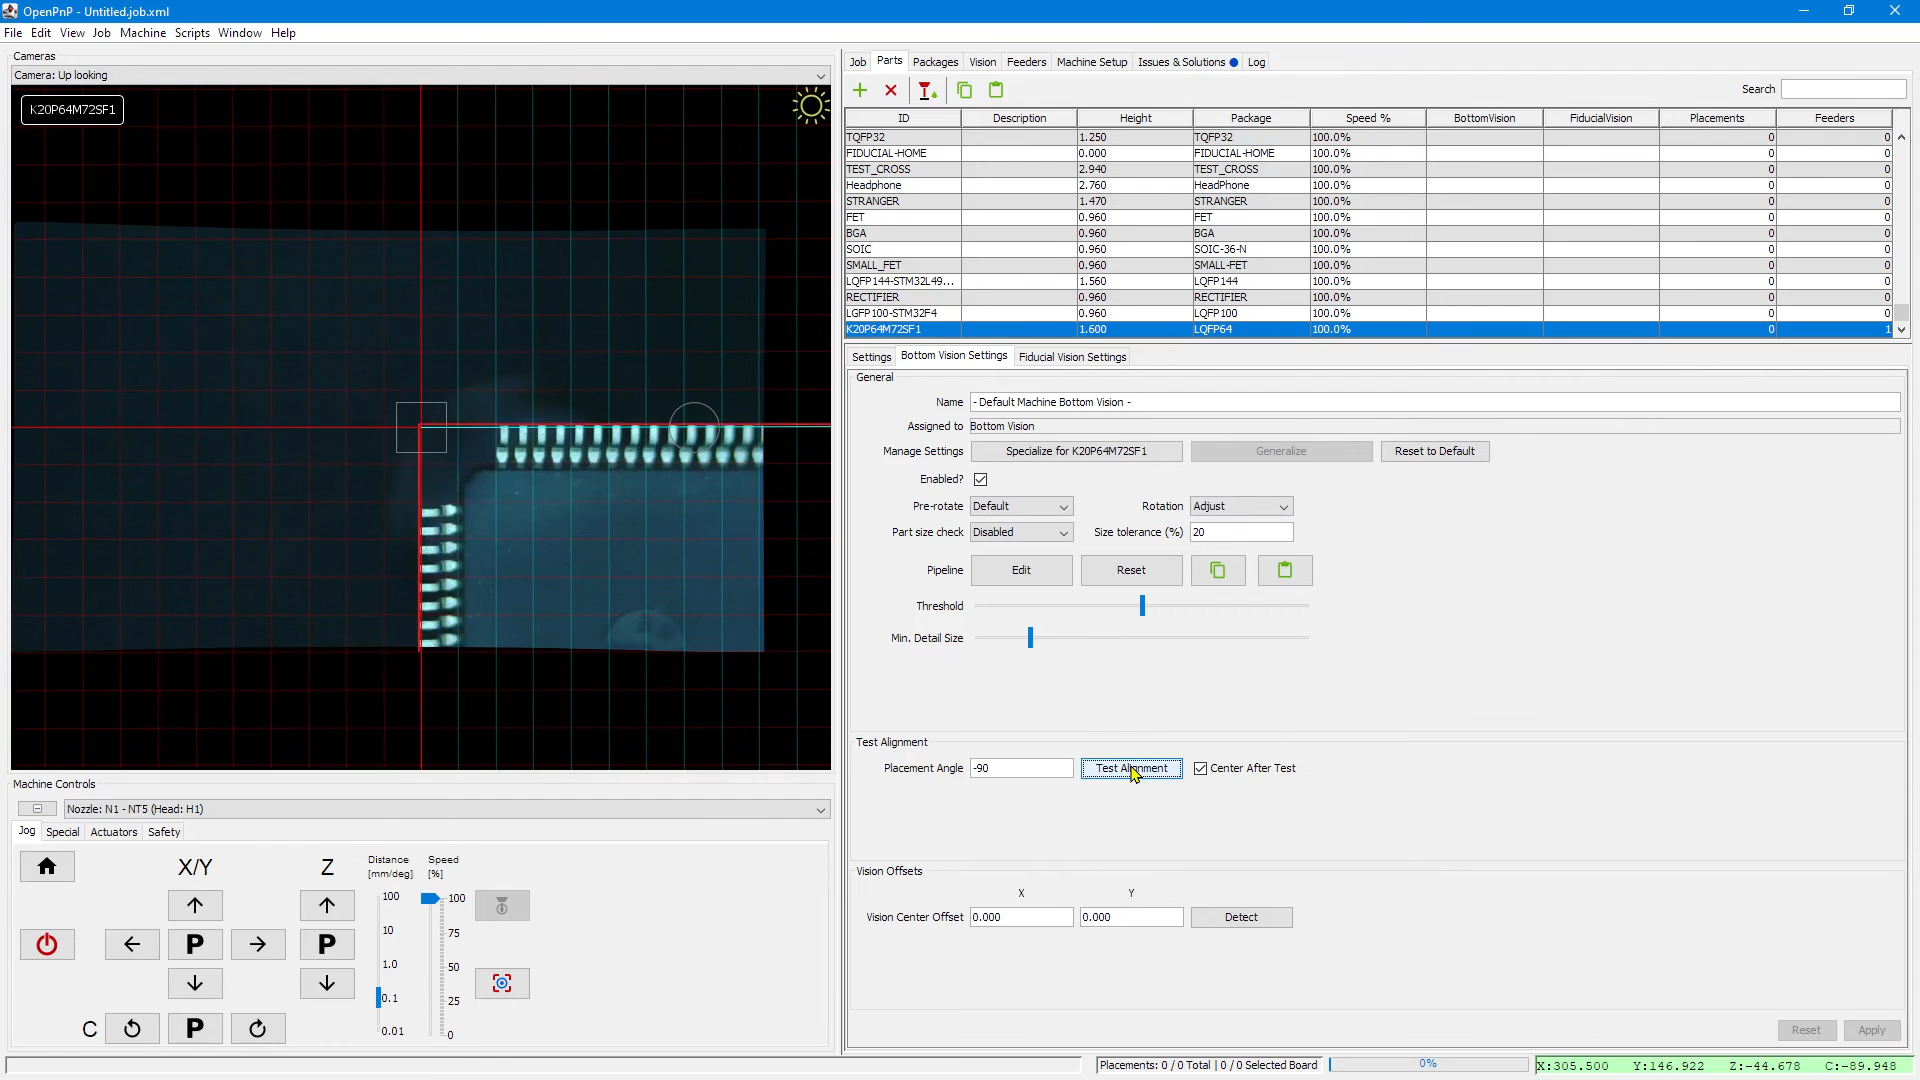 OpenPnP - Untitled.job.xml
File Edit View Job Machine Scripts Window Help
Cameras
Camera: Up looking
K20P64M72SF1
Job Parts Packages Vision Feeders Machine Setup Issues & Solutions Log
Search
ID Description Height Package Speed % BottomVision FiducialVision Placements Feeders
TQFP32 1.250 TQFP32 100.0% 0 0
FIDUCIAL-HOME 0.000 FIDUCIAL-HOME 100.0% 0 0
TEST_CROSS 2.940 TEST_CROSS 100.0% 0 0
Headphone 2.760 HeadPhone 100.0% 0 0
STRANGER 1.470 STRANGER 100.0% 0 0
FET 0.960 FET 100.0% 0 0
BGA 0.960 BGA 100.0% 0 0
SOIC 0.960 SOIC-36-N 100.0% 0 0
SMALL_FET 0.960 SMALL-FET 100.0% 0 0
LQFP144-STM32L49... 1.560 LQFP144 100.0% 0 0
RECTIFIER 0.960 RECTIFIER 100.0% 0 0
LGFP100-STM32F4 0.960 LQFP100 100.0% 0 0
K20P64M72SF1 1.600 LQFP64 100.0% 0 1
Settings Bottom Vision Settings Fiducial Vision Settings
General
Name - Default Machine Bottom Vision -
Assigned to Bottom Vision
Manage Settings Specialize for K20P64M72SF1 Generalize Reset to Default
Enabled?
Pre-rotate Default Rotation Adjust
Part size check Disabled Size tolerance (%) 20
Pipeline Edit Reset
Threshold
Min. Detail Size
Test Alignment
Placement Angle -90 Test Alignment Center After Test
Vision Offsets
X Y
Vision Center Offset 0.000 0.000 Detect
Reset Apply
Machine Controls
Nozzle: N1 - NT5 (Head: H1)
Jog Special Actuators Safety
X/Y Z Distance [mm/deg] Speed [%]
100 100
10 75
P P
1.0 50
0.1 25
0.01 0
C P
Placements: 0 / 0 Total | 0 / 0 Selected Board 0% X:305.500 Y:146.922 Z:-44.678 C:-89.948